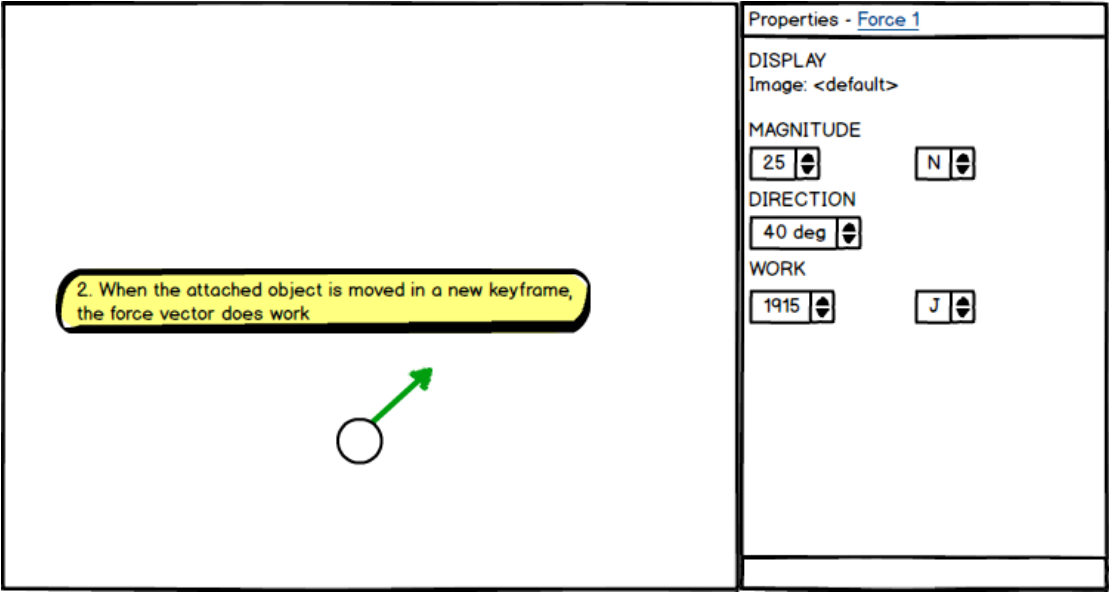 2. When the attached object is moved in a new keyframe,
the force vector does work
Properties - Force 1
DISPLAY
Image: <default>
MAGNITUDE
25 N
DIRECTION
40 deg
WORK
1915 J